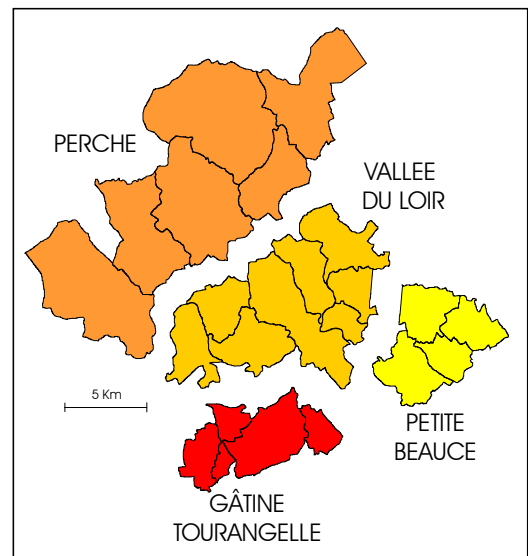 PERCHE
VALLEE
DU LOIR
5 Km
PETITE
BEAUCE
GÂTINE
TOURANGELLE